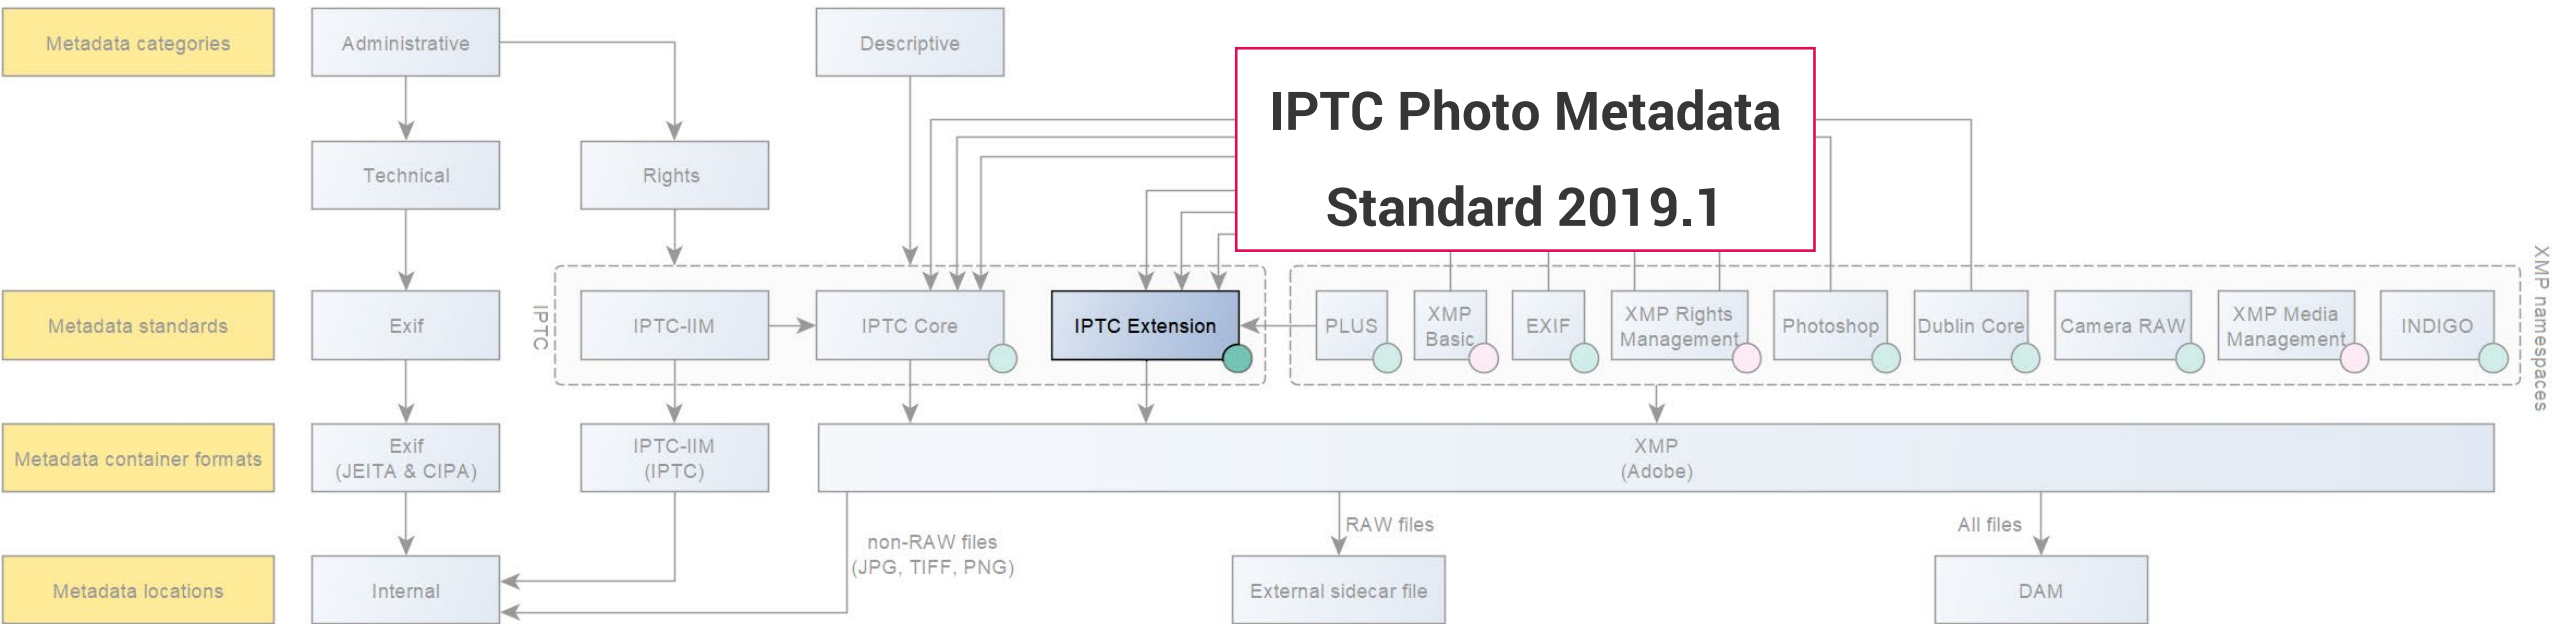 Metadata categories
Administrative
Descriptive
IPTC Photo Metadata
Standard 2019.1
Technical
Rights
Metadata standards
Exif
IPTC
IPTC-IIM
IPTC Core
IPTC Extension
PLUS
XMP
Basic
EXIF
XMP Rights
Management
Photoshop
Dublin Core
Camera RAW
XMP Media
Management
INDIGO
XMP namespaces
Metadata container formats
Exif
(JEITA & CIPA)
IPTC-IIM
(IPTC)
XMP
(Adobe)
non-RAW files
(JPG, TIFF, PNG)
RAW files
All files
Metadata locations
Internal
External sidecar file
DAM